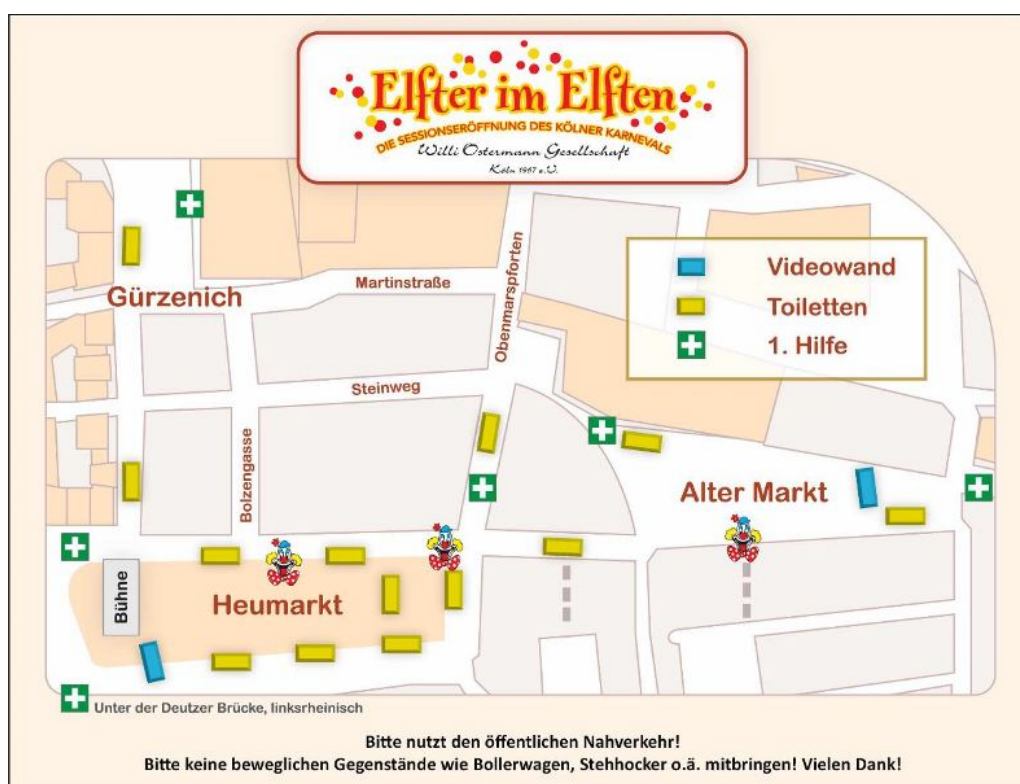 Elfter im Elften
DIE SESSIONSERÖFFNUNG DES KÖLNER KARNEVALS
Willi Ostermann Gesellschaft
Köln 1967 e.V.
Videowand
Toiletten
1. Hilfe
Gürzenich
Martinstraße
Obenmarspforten
Steinweg
Bolzengasse
Alter Markt
Bühne
Heumarkt
Unter der Deutzer Brücke, linksrheinisch
Bitte nutzt den öffentlichen Nahverkehr!
Bitte keine beweglichen Gegenstände wie Bollerwagen, Stehhocker o.ä. mitbringen! Vielen Dank!